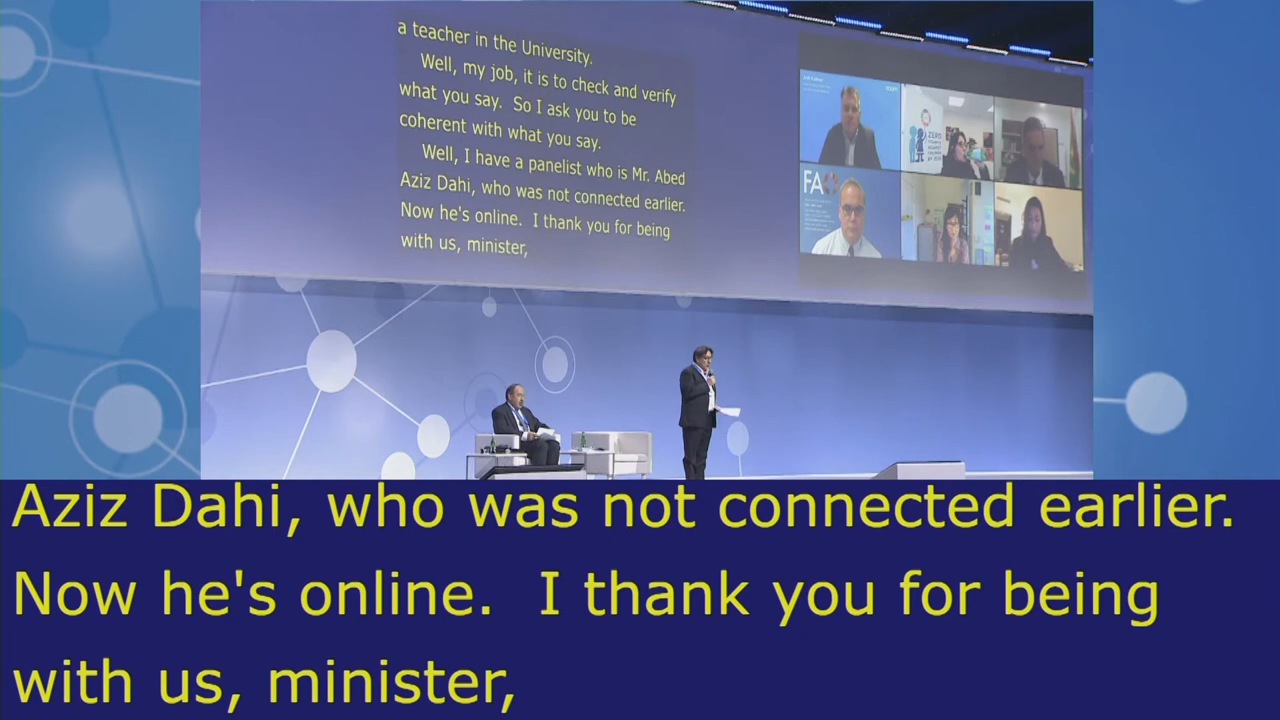 a teacher in the University.
Well, my job, it is to check and verify
what you say.  So I ask you to be
coherent with what you say.
Well, I have a panelist who is Mr. Abed
Aziz Dahi, who was not connected earlier.
Now he's online.  I thank you for being
with us, minister,
ZERO
FAO
Aziz Dahi, who was not connected earlier.
Now he's online.  I thank you for being
with us, minister,